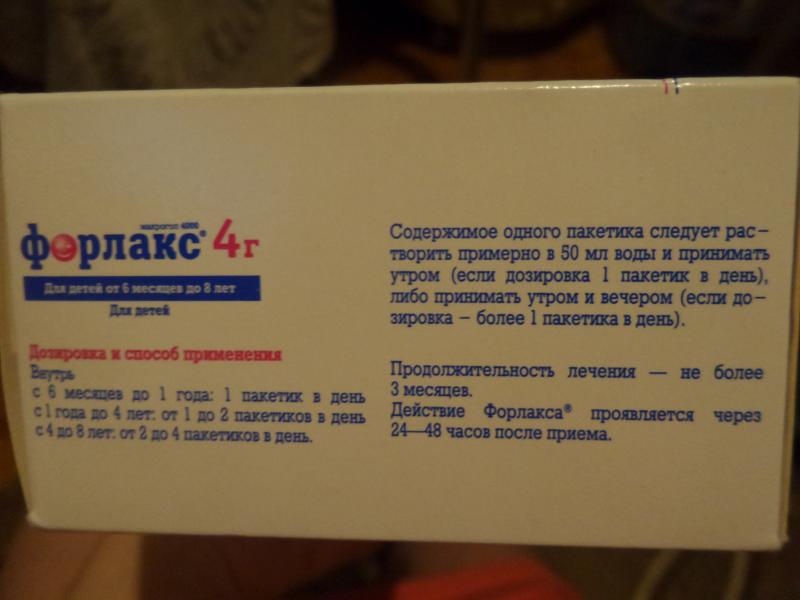 макрогол 4000
форлакс® 4г
Для детей от 6 месяцев до 8 лет
Для детей
Дозировка и способ применения
Внутрь
с 6 месяцев до 1 года: 1 пакетик в день
с 1 года до 4 лет: от 1 до 2 пакетиков в день
с 4 до 8 лет: от 2 до 4 пакетиков в день.
Содержимое одного пакетика следует рас–
творить примерно в 50 мл воды и принимать
утром (если дозировка 1 пакетик в день),
либо принимать утром и вечером (если до–
зировка – более 1 пакетика в день).
Продолжительность лечения — не более
3 месяцев.
Действие Форлакса® проявляется через
24—48 часов после приема.